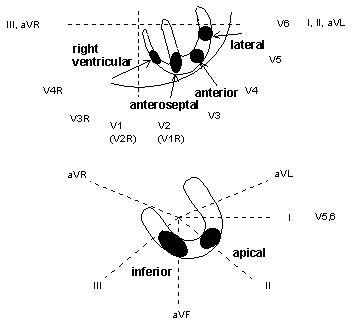 III, aVR
V6
I, II, aVL
right
ventricular
lateral
V5
anterior
V4R
anteroseptal
V4
V3R
V1
(V2R)
V2
(V1R)
V3
aVR
aVL
I
V5,6
inferior
apical
III
II
aVF